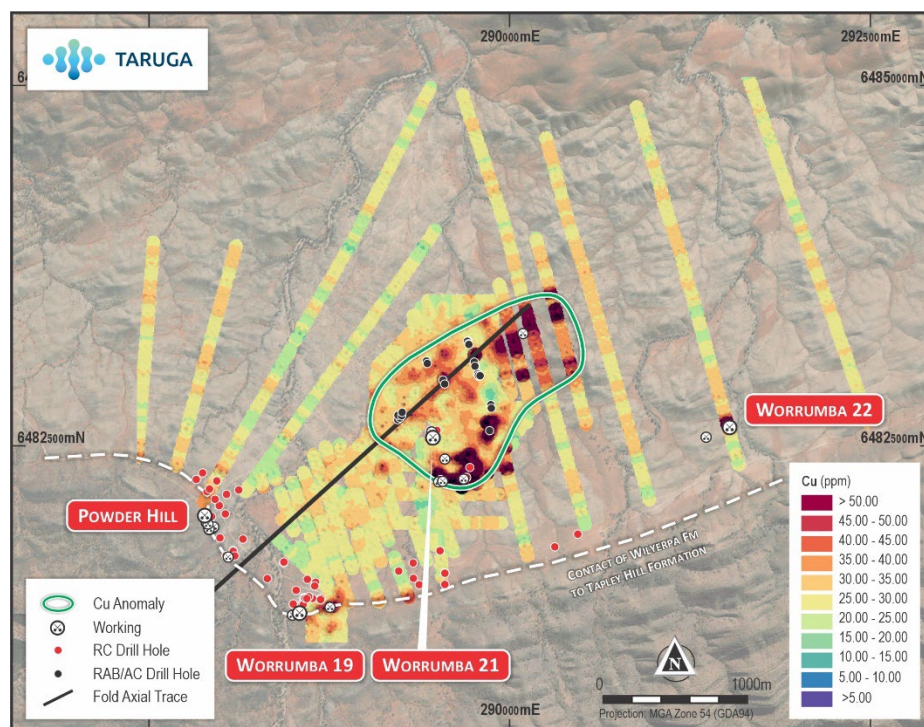 TARUGA
290000mE
292500mE
6485000mN
6482500mN
WORRUMBA 22
POWDER HILL
CONTACT OF WILYERPA FM
TO TAPLEY HILL FORMATION
WORRUMBA 19
WORRUMBA 21
Cu Anomaly
Working
RC Drill Hole
RAB/AC Drill Hole
Fold Axial Trace
Cu (ppm)
> 50.00
45.00 - 50.00
40.00 - 45.00
35.00 - 40.00
30.00 - 35.00
25.00 - 30.00
20.00 - 25.00
15.00 - 20.00
10.00 - 15.00
5.00 - 10.00
>5.00
N
0 1000m
Projection: MGA Zone 54 (GDA94)
290000mE